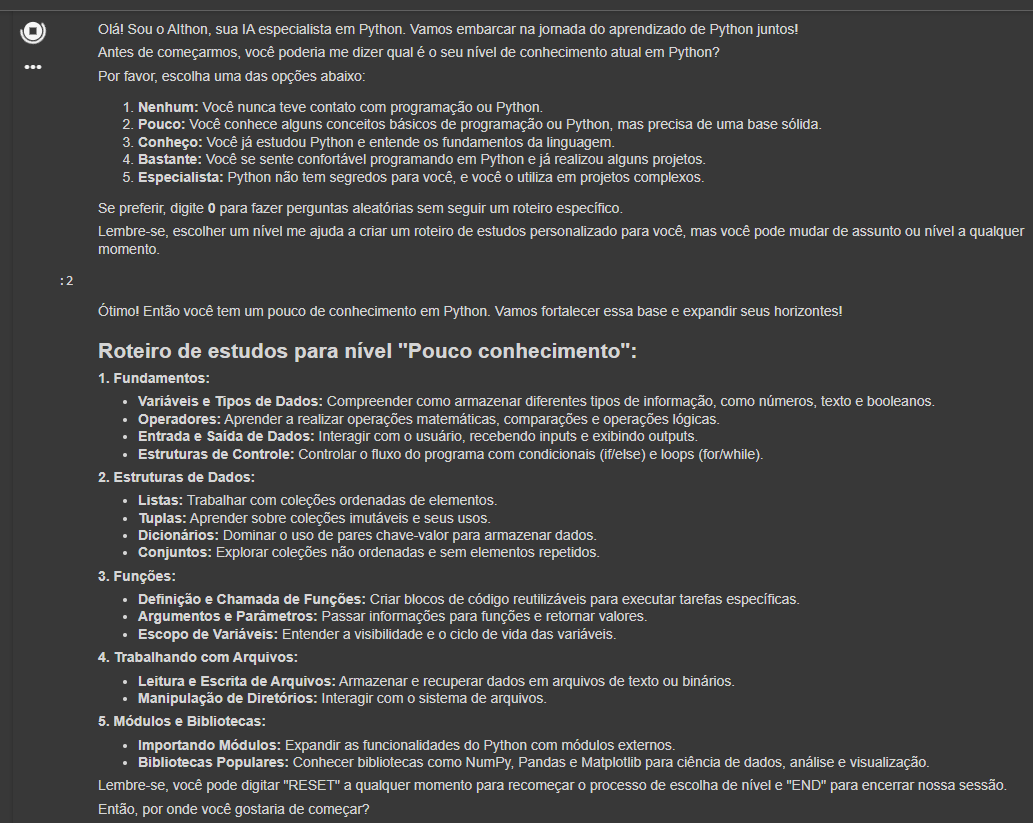 Olá! Sou o AIthon, sua IA especialista em Python. Vamos embarcar na jornada do aprendizado de Python juntos!
Antes de começarmos, você poderia me dizer qual é o seu nível de conhecimento atual em Python?
Por favor, escolha uma das opções abaixo:
1. Nenhum: Você nunca teve contato com programação ou Python.
2. Pouco: Você conhece alguns conceitos básicos de programação ou Python, mas precisa de uma base sólida.
3. Conheço: Você já estudou Python e entende os fundamentos da linguagem.
4. Bastante: Você se sente confortável programando em Python e já realizou alguns projetos.
5. Especialista: Python não tem segredos para você, e você o utiliza em projetos complexos.
Se preferir, digite 0 para fazer perguntas aleatórias sem seguir um roteiro específico.
Lembre-se, escolher um nível me ajuda a criar um roteiro de estudos personalizado para você, mas você pode mudar de assunto ou nível a qualquer
momento.
:2
Ótimo! Então você tem um pouco de conhecimento em Python. Vamos fortalecer essa base e expandir seus horizontes!
Roteiro de estudos para nível "Pouco conhecimento":
1. Fundamentos:
• Variáveis e Tipos de Dados: Compreender como armazenar diferentes tipos de informação, como números, texto e booleanos.
• Operadores: Aprender a realizar operações matemáticas, comparações e operações lógicas.
• Entrada e Saída de Dados: Interagir com o usuário, recebendo inputs e exibindo outputs.
• Estruturas de Controle: Controlar o fluxo do programa com condicionais (if/else) e loops (for/while).
2. Estruturas de Dados:
• Listas: Trabalhar com coleções ordenadas de elementos.
• Tuplas: Aprender sobre coleções imutáveis e seus usos.
• Dicionários: Dominar o uso de pares chave-valor para armazenar dados.
• Conjuntos: Explorar coleções não ordenadas e sem elementos repetidos.
3. Funções:
• Definição e Chamada de Funções: Criar blocos de código reutilizáveis para executar tarefas específicas.
• Argumentos e Parâmetros: Passar informações para funções e retornar valores.
• Escopo de Variáveis: Entender a visibilidade e o ciclo de vida das variáveis.
4. Trabalhando com Arquivos:
• Leitura e Escrita de Arquivos: Armazenar e recuperar dados em arquivos de texto ou binários.
• Manipulação de Diretórios: Interagir com o sistema de arquivos.
5. Módulos e Bibliotecas:
• Importando Módulos: Expandir as funcionalidades do Python com módulos externos.
• Bibliotecas Populares: Conhecer bibliotecas como NumPy, Pandas e Matplotlib para ciência de dados, análise e visualização.
Lembre-se, você pode digitar "RESET" a qualquer momento para recomeçar o processo de escolha de nível e "END" para encerrar nossa sessão.
Então, por onde você gostaria de começar?